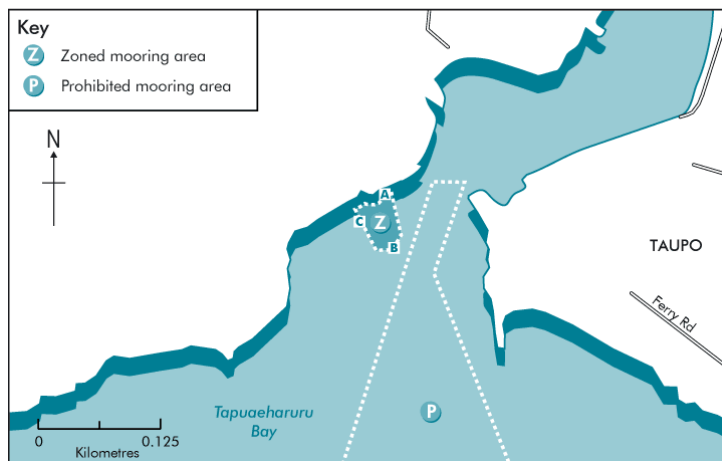 Key
Z Zoned mooring area
P Prohibited mooring area
N
A
C
Z
B
TAUPO
Ferry Rd
P
Tapuaeharuru
Bay
0 0.125
Kilometres